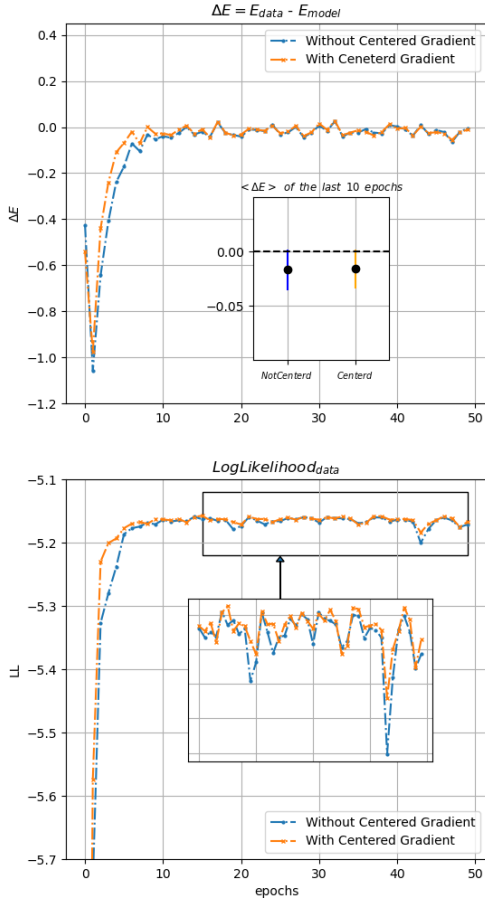 ΔE = E_data - E_model
0.4
0.2
0.0
−0.2
−0.4
−0.6
−0.8
−1.0
−1.2
ΔE
Without Centered Gradient
With Ceneterd Gradient
< ΔE > of the last 10 epochs
0.00
−0.05
NotCenterd
Centerd
0
10
20
30
40
50
LogLikelihood_data
−5.1
−5.2
−5.3
−5.4
−5.5
−5.6
−5.7
LL
Without Centered Gradient
With Centered Gradient
0
10
20
30
40
50
epochs